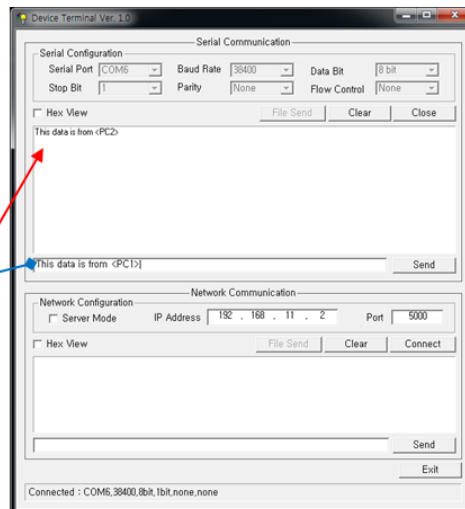 Device Terminal Ver. 1.0
Serial Communication
Serial Configuration
Serial Port COM6 Baud Rate 38400 Data Bit 8 bit
Stop Bit 1 Parity None Flow Control None
Hex View File Send Clear Close
This data is from <PC2>
This data is from <PC1> Send
Network Communication
Network Configuration
Server Mode IP Address 192 . 168 . 11 . 2 Port 5000
Hex View File Send Clear Connect
Send
Exit
Connected : COM6,38400,8bit,1bit,none,none